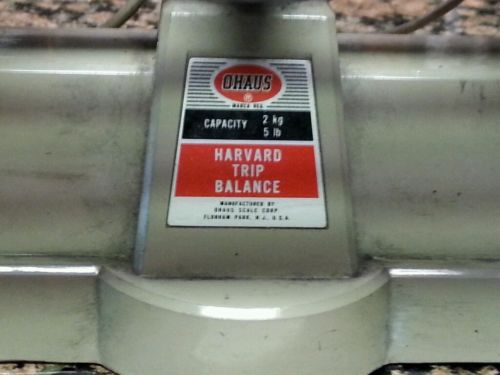 OHAUS
®
MARCA REG.
CAPACITY 2 kg
5 lb
HARVARD
TRIP
BALANCE
MANUFACTURED BY
OHAUS SCALE CORP.
FLORHAM PARK, N.J., U.S.A.